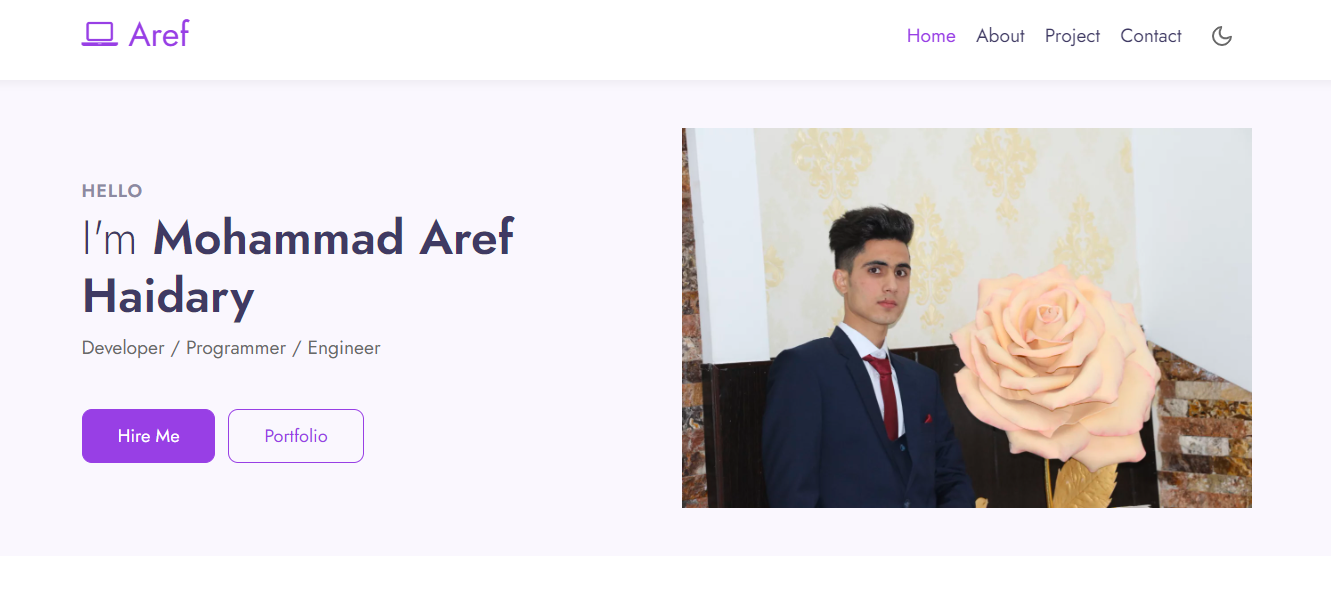 Aref
Home About Project Contact
HELLO
I'm Mohammad Aref
Haidary
Developer / Programmer / Engineer
Hire Me Portfolio